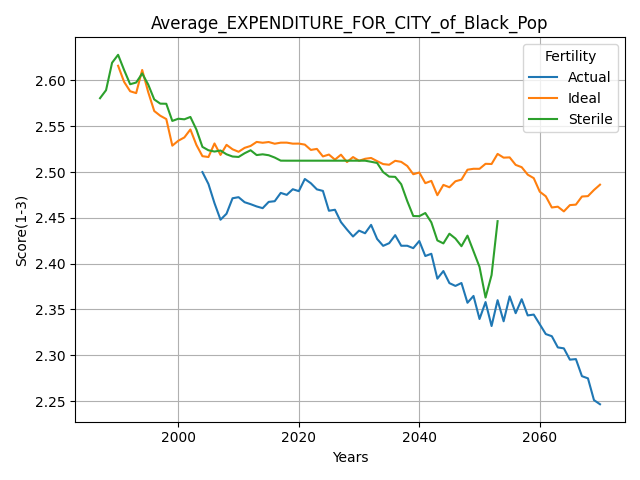 Average_EXPENDITURE_FOR_CITY_of_Black_Pop
Fertility
Actual
Ideal
Sterile
Score(1-3)
2.60
2.55
2.50
2.45
2.40
2.35
2.30
2.25
2000 2020 2040 2060
Years